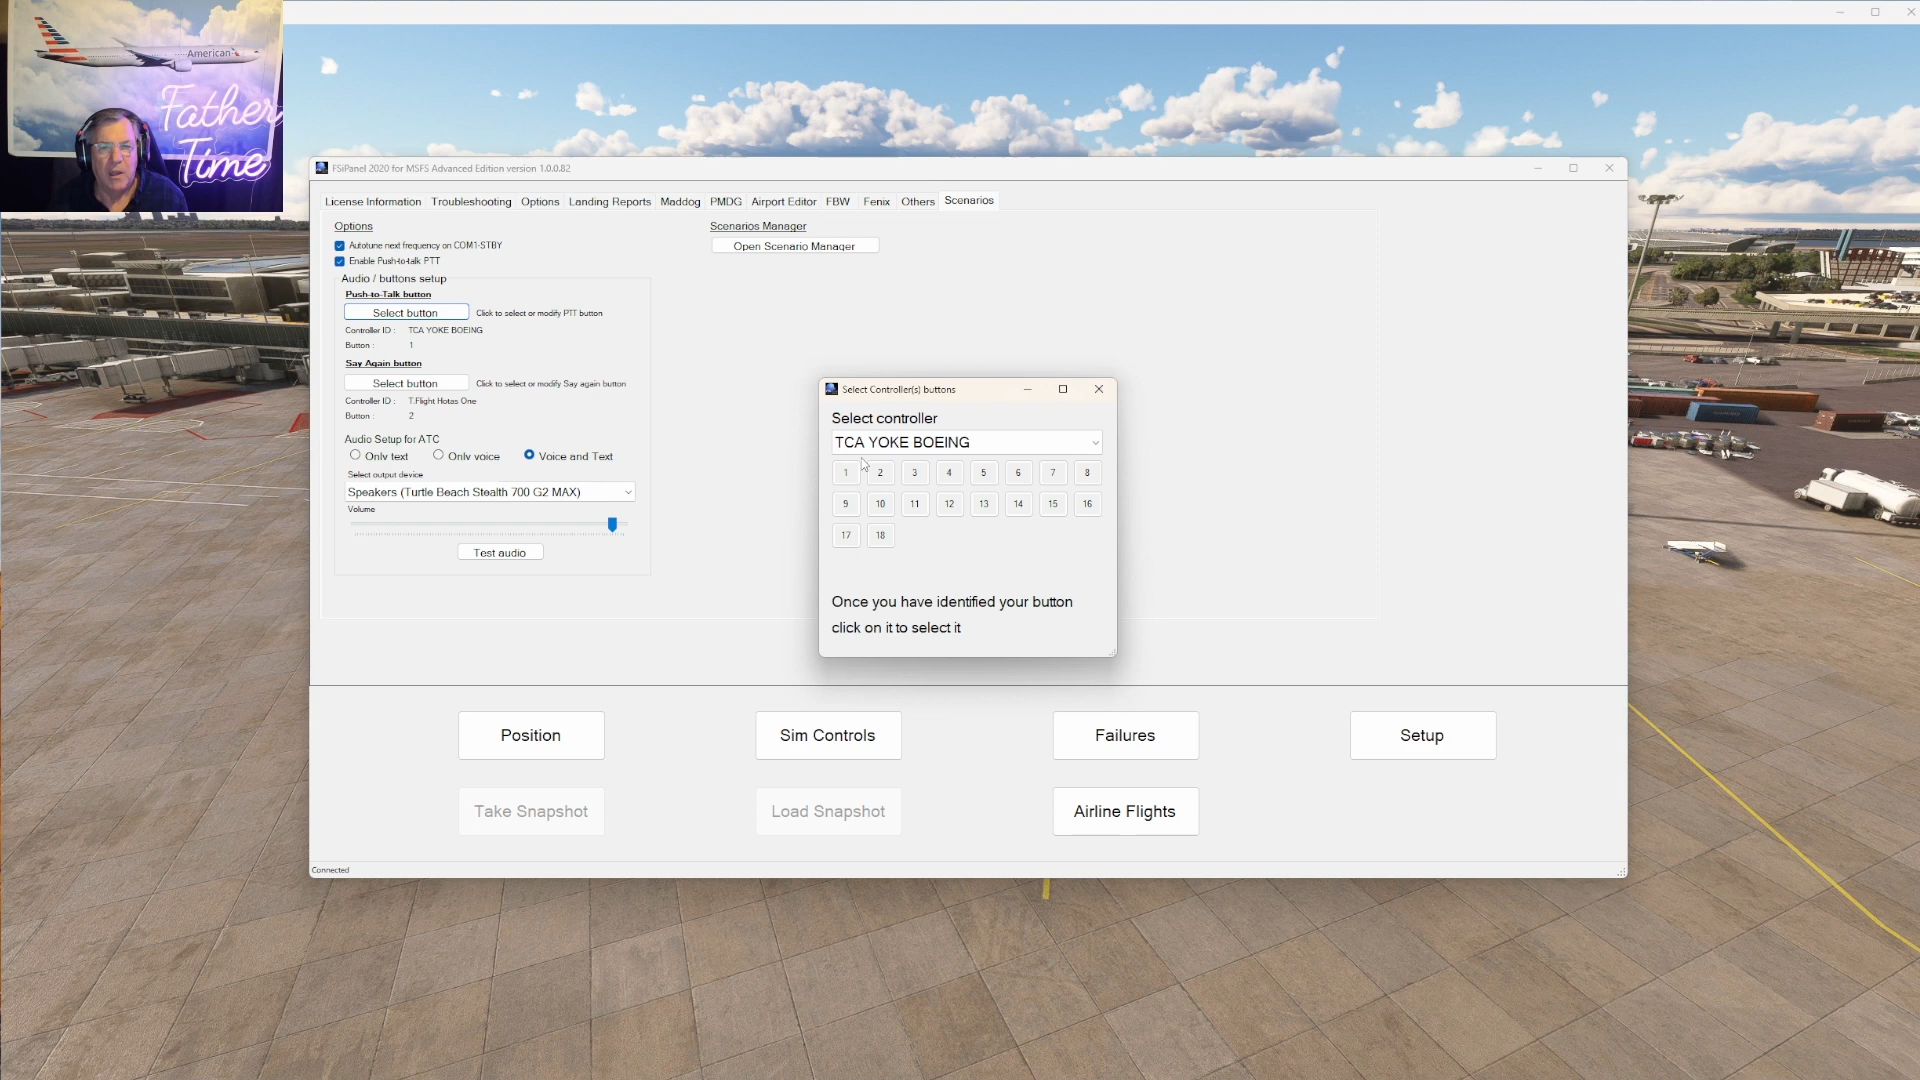 American
Father
Time
FSiPanel 2020 for MSFS Advanced Edition version 1.0.0.82
License Information Troubleshooting Options Landing Reports Maddog PMDG Airport Editor FBW Fenix Others Scenarios
Options
Autotune next frequency on COM1-STBY
Enable Push-to-talk PTT
Audio / buttons setup
Push-to-Talk button
Select button Click to select or modify PTT button
Controller ID : TCA YOKE BOEING
Button : 1
Say Again button
Select button Click to select or modify Say again button
Controller ID : T.Flight Hotas One
Button : 2
Audio Setup for ATC
Only text Only voice Voice and Text
Select output device
Speakers (Turtle Beach Stealth 700 G2 MAX)
Volume
Test audio
Scenarios Manager
Open Scenario Manager
Select Controller(s) buttons
Select controller
TCA YOKE BOEING
1 2 3 4 5 6 7 8
9 10 11 12 13 14 15 16
17 18
Once you have identified your button
click on it to select it
Position Sim Controls Failures Setup
Take Snapshot Load Snapshot Airline Flights
Connected